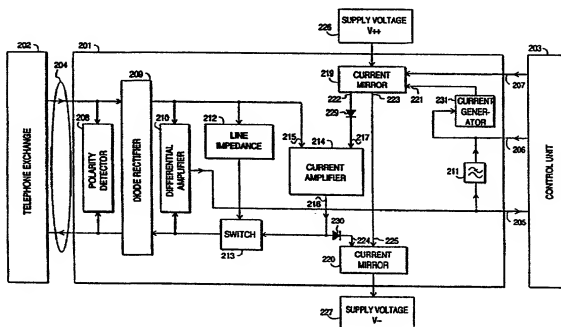 226
SUPPLY VOLTAGE
V++
202
201
203
204
209
219
CURRENT
MIRROR
207
222
223
221
231
CURRENT
GENER-
ATOR
229
208
210
212
215
214
217
LINE
IMPEDANCE
206
TELEPHONE EXCHANGE
POLARITY
DETECTOR
DIODE RECTIFIER
DIFFERENTIAL
AMPLIFIER
CURRENT
AMPLIFIER
211
CONTROL UNIT
216
205
230
SWITCH
213
224
225
CURRENT
MIRROR
220
227
SUPPLY VOLTAGE
V–